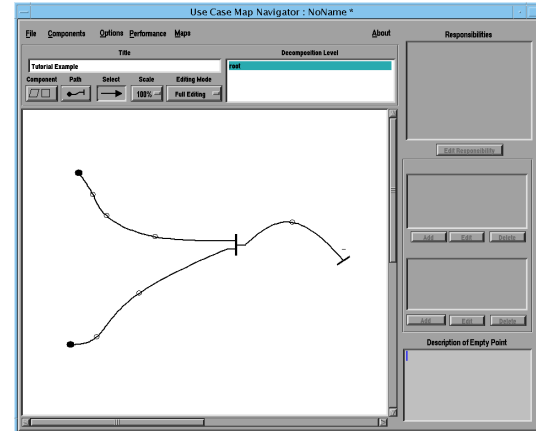 Use Case Map Navigator : NoName *
File Components Options Performance Maps About
Title
Tutorial Example
Decomposition Level
root
Component Path Select Scale Editing Mode
100% Full Editing
Responsibilities
Edit Responsibility
Add Edit Delete
Add Edit Delete
Description of Empty Point